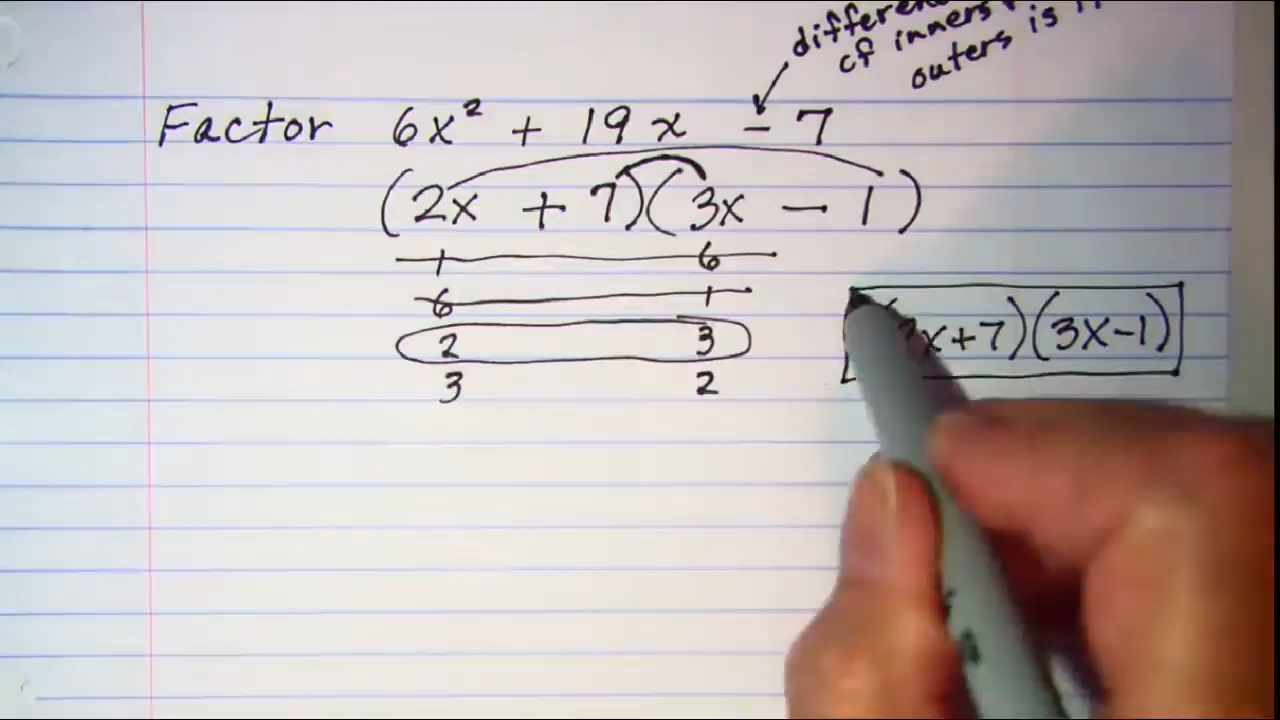 of inners
outers is
Factor 6x² + 19x - 7
(2x + 7)(3x - 1)
1 6
6 1
2 3
3 2
x+7)(3x-1)